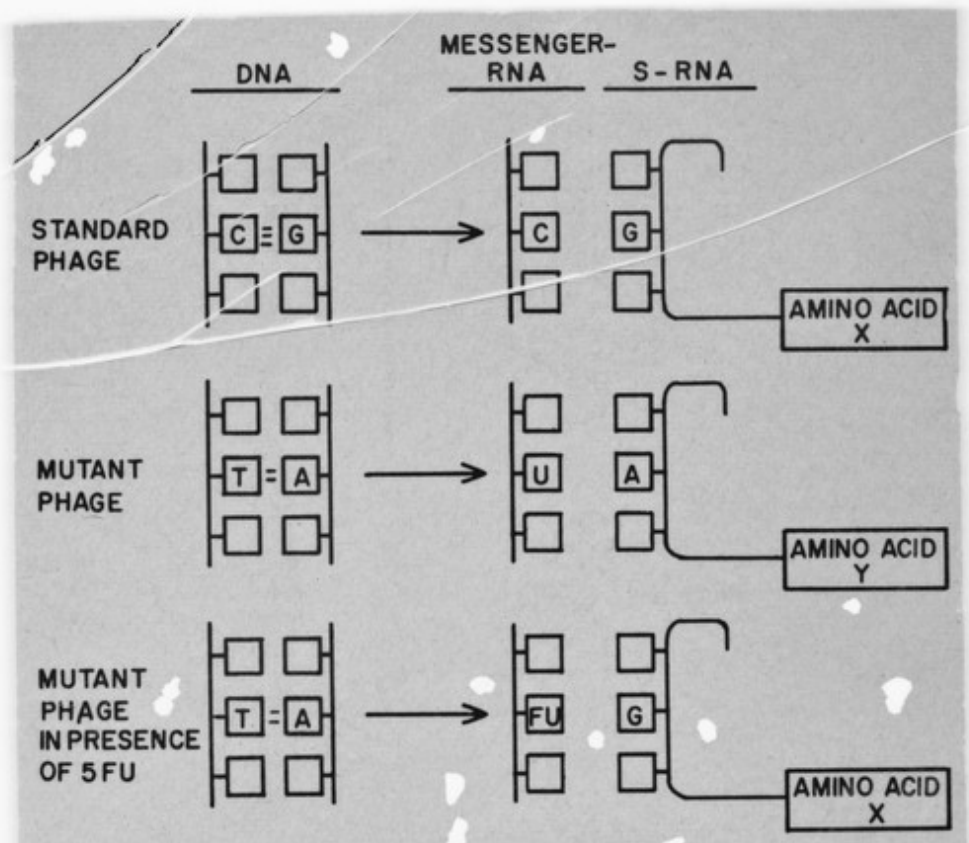 DNA
MESSENGER-
RNA
S-RNA
STANDARD
PHAGE
C G
C
G
AMINO ACID
X
MUTANT
PHAGE
T A
U
A
AMINO ACID
Y
MUTANT
PHAGE
IN PRESENCE
OF 5FU
T A
FU
G
AMINO ACID
X